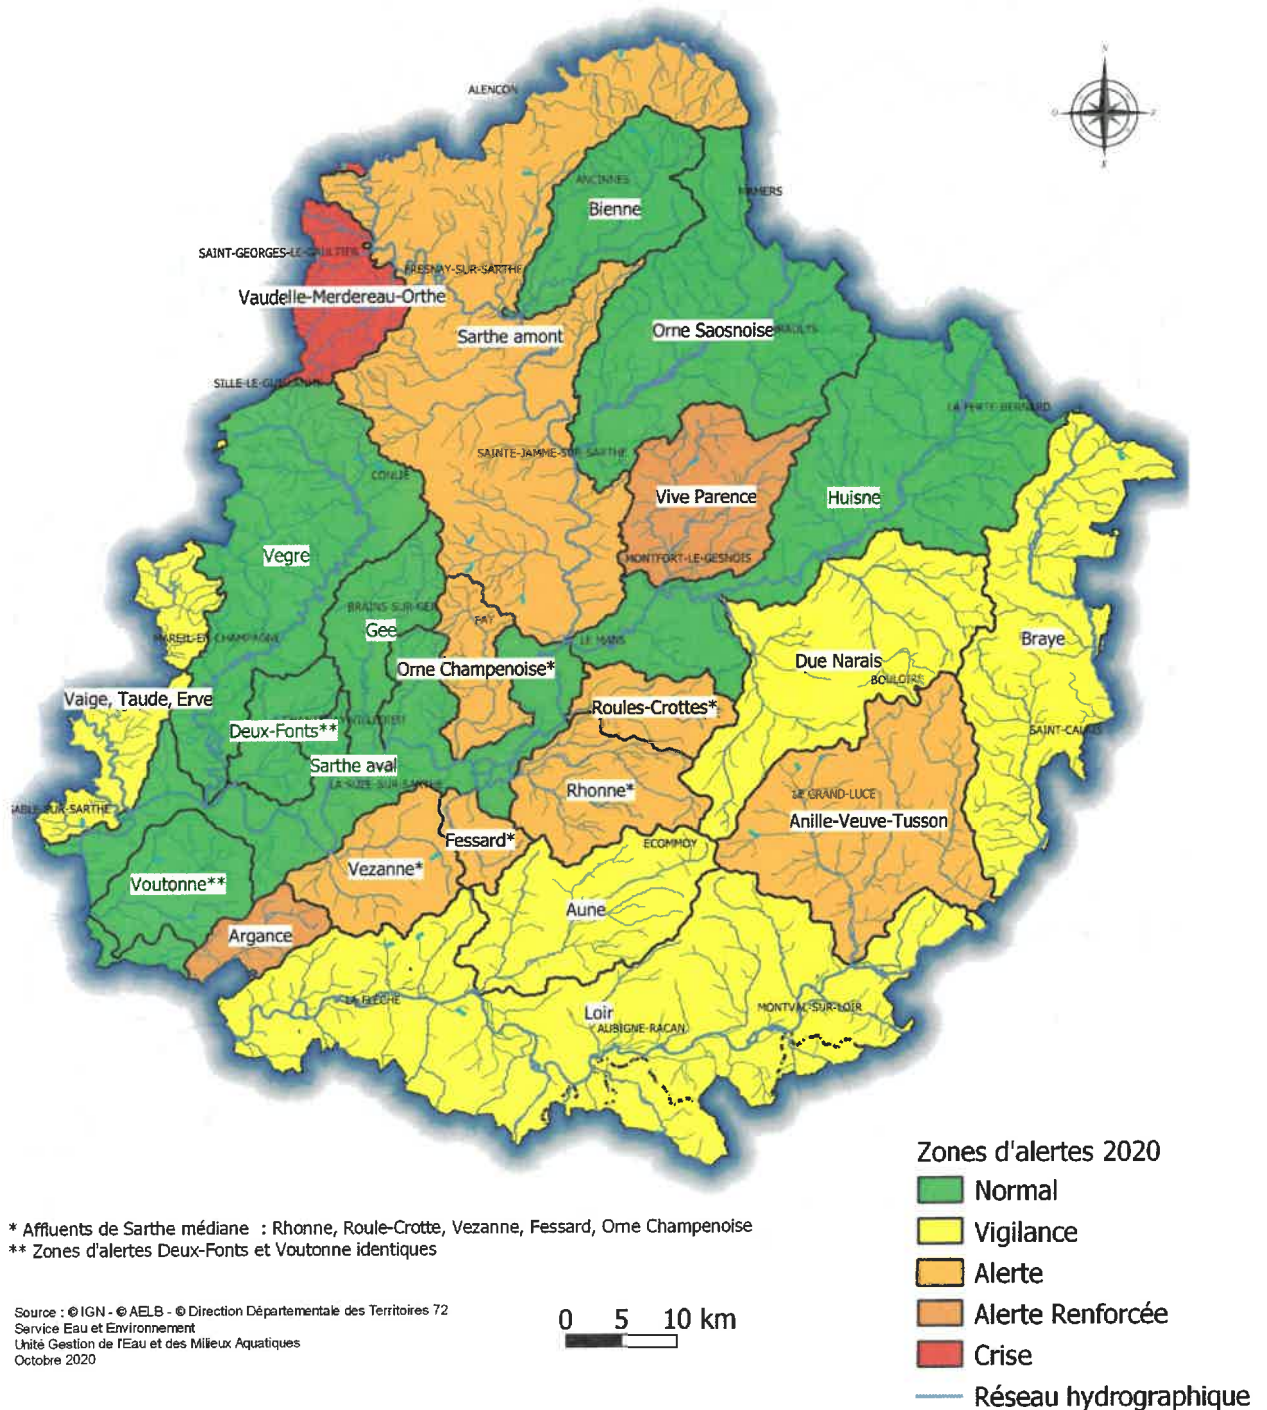 N
O
E
ALENCON
ANCINNES
Bienne
MAMERS
SAINT-GEORGES-LE-GAULTIER
FRESNAY-SUR-SARTHE
Vaudelle-Merdereau-Orthe
Sarthe amont
Orne Saosnoise
SILLE-LE-GUILLAUME
LA FERTE-BERNARD
SAINTE-JAMME-SUR-SARTHE
CONLIE
Vive Parence
Huisne
Vegre
MONTFORT-LE-GESNOIS
BRAINS-SUR-GEE
FAY
Gee
MAREIL-EN-CHAMPAGNE
LE MANS
Braye
Orne Champenoise*
Due Narais
BOULOIRE
Vaige, Taude, Erve
Roules-Crottes*
Deux-Fonts**
SAINT-CALAIS
Sarthe aval
LA SUZE-SUR-SARTHE
Rhonne*
LE GRAND-LUCE
SABLE-SUR-SARTHE
Anille-Veuve-Tusson
Fessard*
ECOMMOY
Vezanne*
Voutonne**
Aune
Argance
LA FLECHE
Loir
MONTVAL-SUR-LOIR
AUBIGNE-RACAN
Zones d'alertes 2020
Normal
Vigilance
Alerte
Alerte Renforcée
Crise
Réseau hydrographique
* Affluents de Sarthe médiane : Rhonne, Roule-Crotte, Vezanne, Fessard, Orne Champenoise
** Zones d'alertes Deux-Fonts et Voutonne identiques
Source : © IGN - © AELB - © Direction Départementale des Territoires 72
Service Eau et Environnement
Unité Gestion de l'Eau et des Milieux Aquatiques
Octobre 2020
0 5 10 km